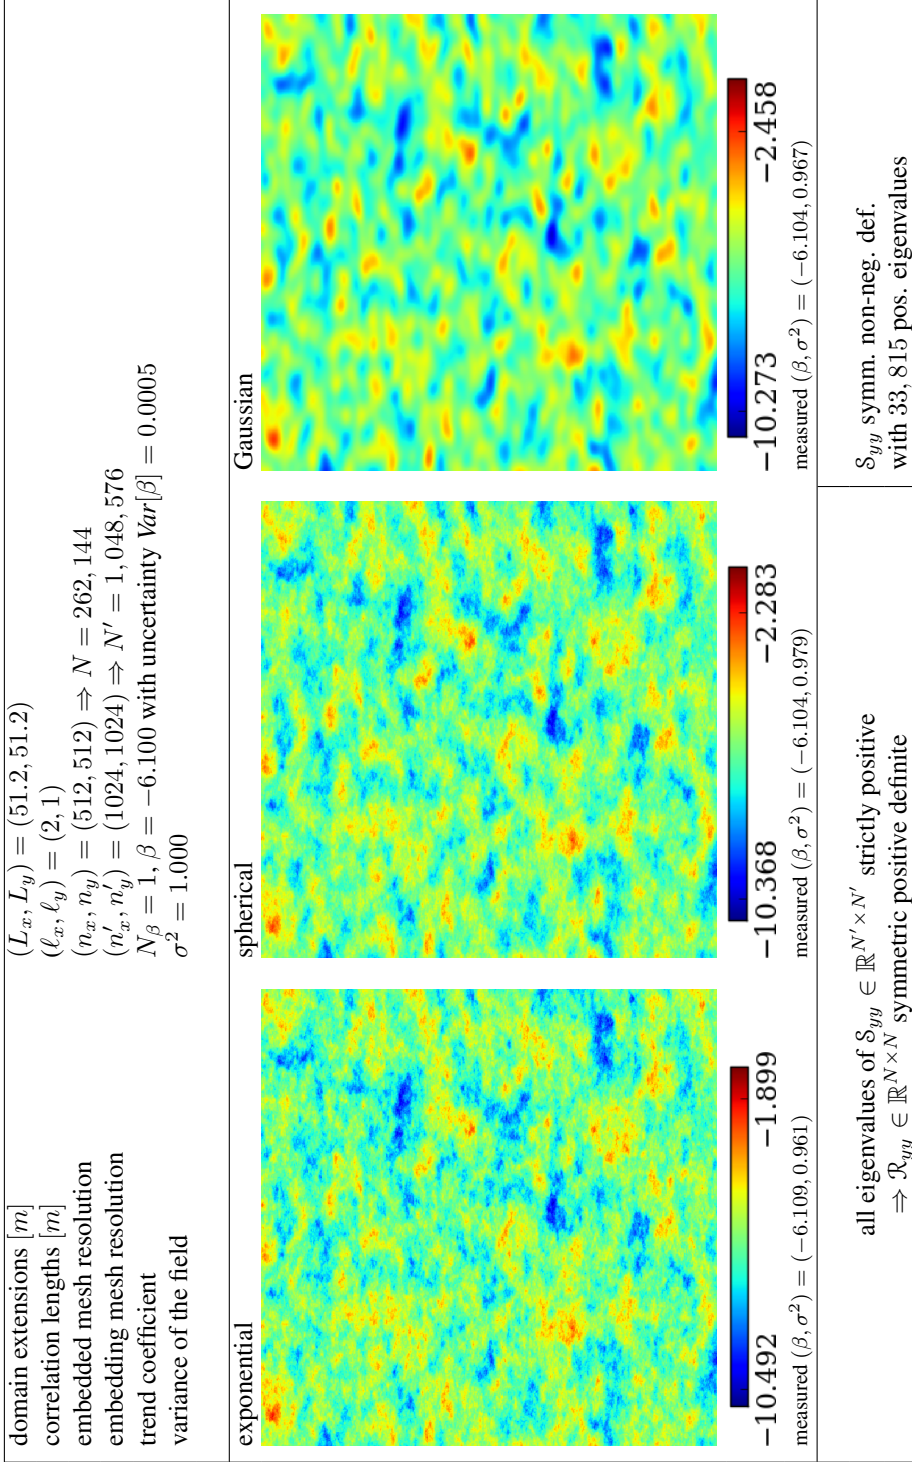 domain extensions [m] (L_x, L_y) = (51.2, 51.2)
correlation lengths [m] (ℓ_x, ℓ_y) = (2, 1)
embedded mesh resolution (n_x, n_y) = (512, 512) ⇒ N = 262, 144
embedding mesh resolution (n′_x, n′_y) = (1024, 1024) ⇒ N′ = 1, 048, 576
trend coefficient N_β = 1, β = −6.100 with uncertainty Var[β] = 0.0005
variance of the field σ² = 1.000
exponential
−10.492 −1.899
measured (β, σ²) = (−6.109, 0.961)
spherical
−10.368 −2.283
measured (β, σ²) = (−6.104, 0.979)
Gaussian
−10.273 −2.458
measured (β, σ²) = (−6.104, 0.967)
all eigenvalues of 𝒮_yy ∈ ℝ^{N′×N′} strictly positive
⇒ ℛ_yy ∈ ℝ^{N×N} symmetric positive definite
𝒮_yy symm. non-neg. def.
with 33, 815 pos. eigenvalues